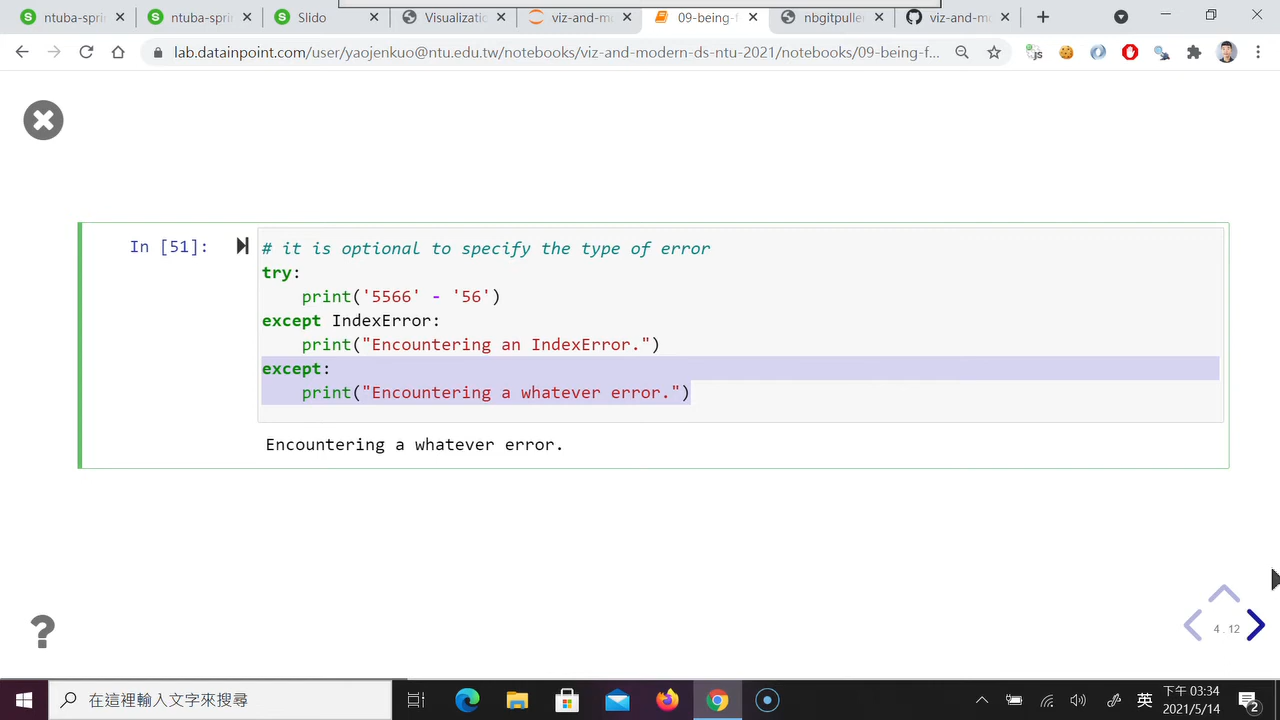 ntuba-spr
ntuba-spr
Slido
Visualizatio
viz-and-m
09-being-f
nbgitpulle
viz-and-m
lab.datainpoint.com/user/yaojenkuo@ntu.edu.tw/notebooks/viz-and-modern-ds-ntu-2021/notebooks/09-being-f...
JS
In [51]:
# it is optional to specify the type of error
try:
    print('5566' - '56')
except IndexError:
    print("Encountering an IndexError.")
except:
    print("Encountering a whatever error.")
Encountering a whatever error.
?
4 . 12
在這裡輸入文字來搜尋
英
下午 03:34
2021/5/14
2